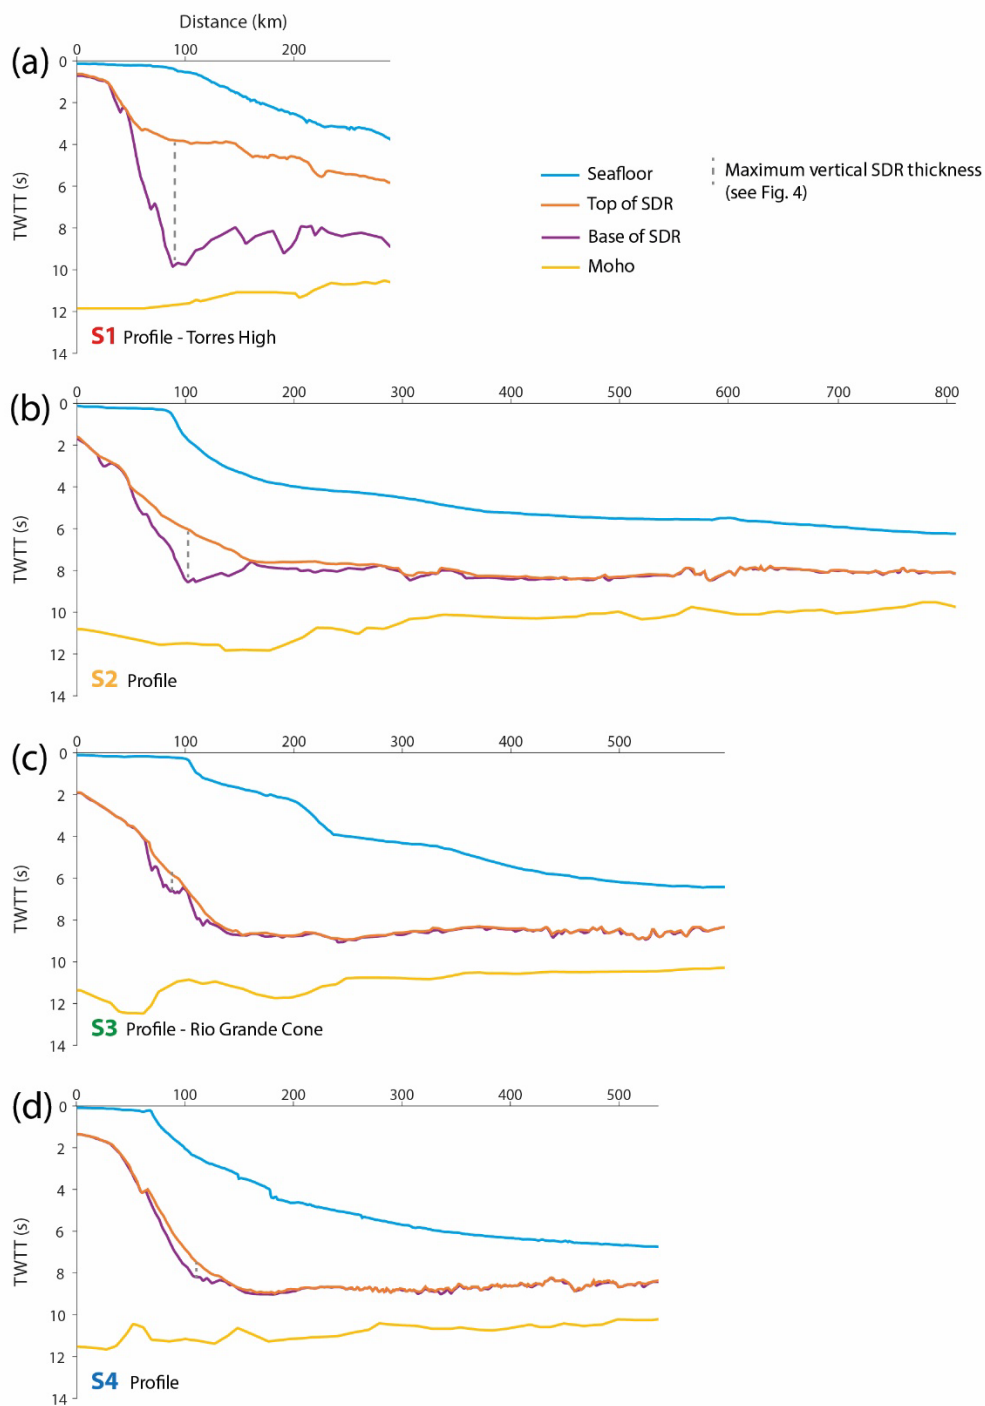 Distance (km)
0 100 200
(a)
0
2
4
6
8
10
12
14
TWTT (s)
S1 Profile - Torres High
Seafloor
Top of SDR
Base of SDR
Moho
Maximum vertical SDR thickness
(see Fig. 4)
0 100 200 300 400 500 600 700 800
(b)
0
2
4
6
8
10
12
14
TWTT (s)
S2 Profile
0 100 200 300 400 500
(c)
0
2
4
6
8
10
12
14
TWTT (s)
S3 Profile - Rio Grande Cone
0 100 200 300 400 500
(d)
0
2
4
6
8
10
12
14
TWTT (s)
S4 Profile